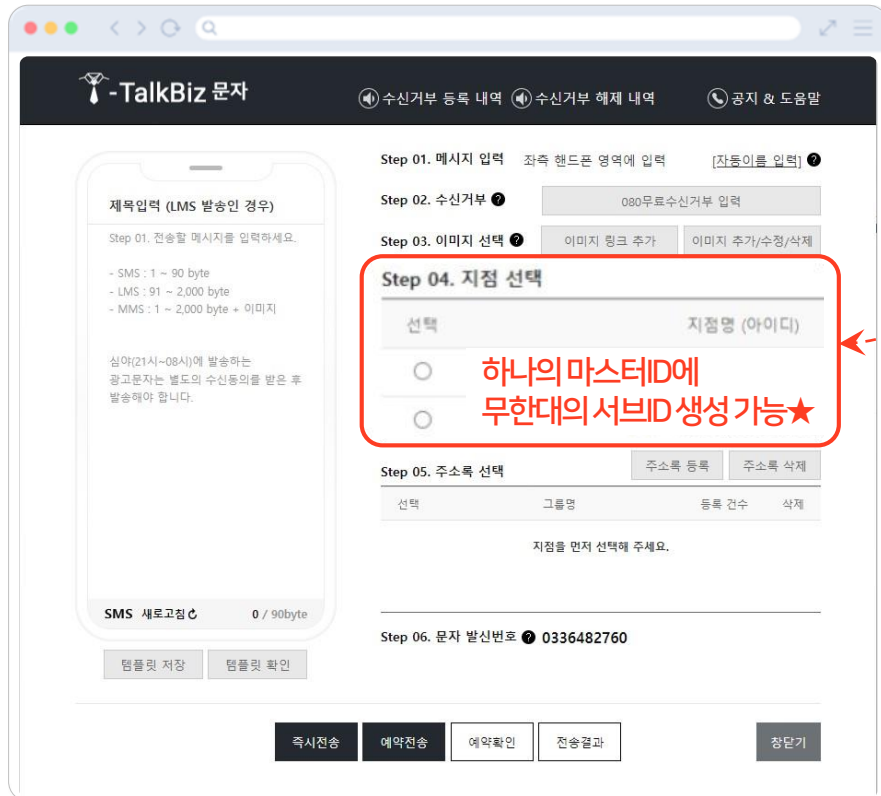 T-TalkBiz 문자
수신거부 등록 내역 수신거부 해제 내역 공지 & 도움말
제목입력 (LMS 발송인 경우)
Step 01. 전송할 메시지를 입력하세요.
- SMS : 1 ~ 90 byte
- LMS : 91 ~ 2,000 byte
- MMS : 1 ~ 2,000 byte + 이미지
심야(21시~08시)에 발송하는
광고문자는 별도의 수신동의를 받은 후
발송해야 합니다.
SMS 새로고침 0 / 90byte
템플릿 저장 템플릿 확인
Step 01. 메시지 입력 좌측 핸드폰 영역에 입력 [자동이름 입력] ?
Step 02. 수신거부 ? 080무료수신거부 입력
Step 03. 이미지 선택 ? 이미지 링크 추가 이미지 추가/수정/삭제
Step 04. 지점 선택
선택 지점명 (아이디)
하나의 마스터ID에
무한대의 서브ID 생성 가능★
Step 05. 주소록 선택 주소록 등록 주소록 삭제
선택 그룹명 등록 건수 삭제
지점을 먼저 선택해 주세요.
Step 06. 문자 발신번호 ? 0336482760
즉시전송 예약전송 예약확인 전송결과 창닫기